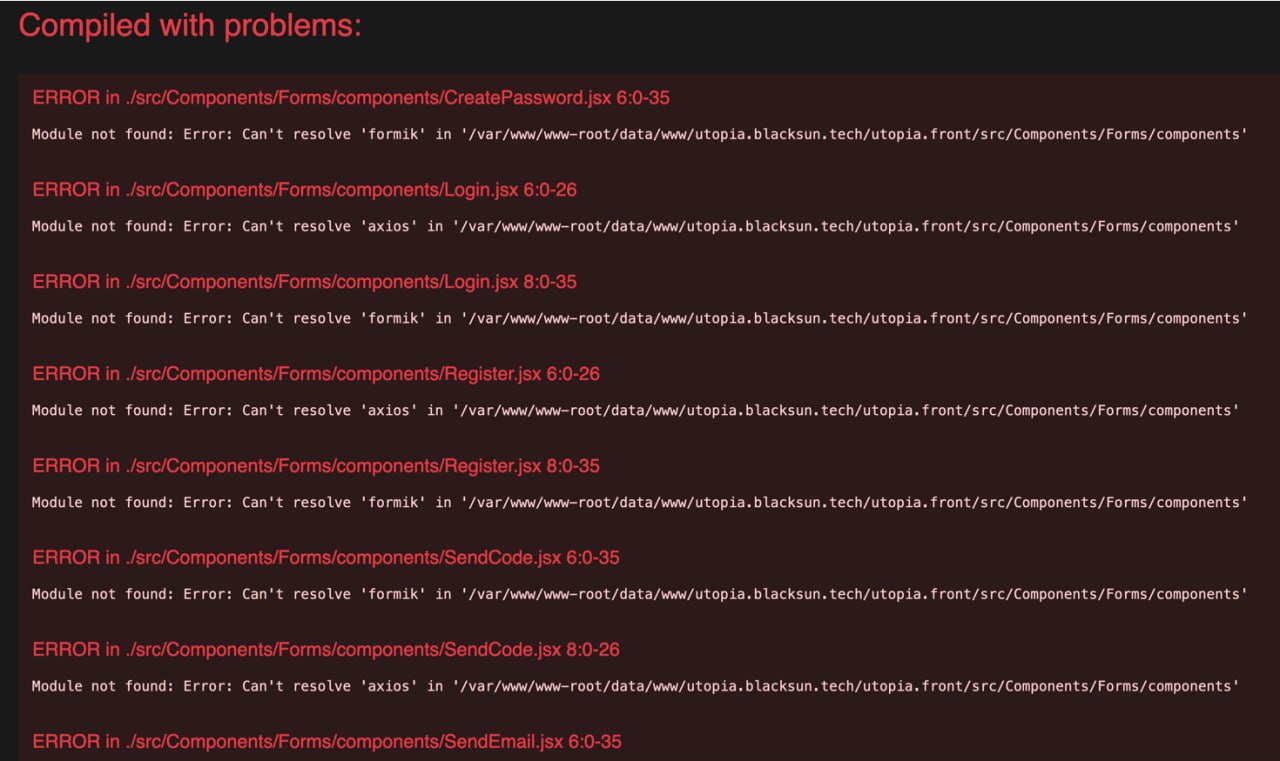 Compiled with problems:
ERROR in ./src/Components/Forms/components/CreatePassword.jsx 6:0-35
Module not found: Error: Can't resolve 'formik' in '/var/www/www-root/data/www/utopia.blacksun.tech/utopia.front/src/Components/Forms/components'
ERROR in ./src/Components/Forms/components/Login.jsx 6:0-26
Module not found: Error: Can't resolve 'axios' in '/var/www/www-root/data/www/utopia.blacksun.tech/utopia.front/src/Components/Forms/components'
ERROR in ./src/Components/Forms/components/Login.jsx 8:0-35
Module not found: Error: Can't resolve 'formik' in '/var/www/www-root/data/www/utopia.blacksun.tech/utopia.front/src/Components/Forms/components'
ERROR in ./src/Components/Forms/components/Register.jsx 6:0-26
Module not found: Error: Can't resolve 'axios' in '/var/www/www-root/data/www/utopia.blacksun.tech/utopia.front/src/Components/Forms/components'
ERROR in ./src/Components/Forms/components/Register.jsx 8:0-35
Module not found: Error: Can't resolve 'formik' in '/var/www/www-root/data/www/utopia.blacksun.tech/utopia.front/src/Components/Forms/components'
ERROR in ./src/Components/Forms/components/SendCode.jsx 6:0-35
Module not found: Error: Can't resolve 'formik' in '/var/www/www-root/data/www/utopia.blacksun.tech/utopia.front/src/Components/Forms/components'
ERROR in ./src/Components/Forms/components/SendCode.jsx 8:0-26
Module not found: Error: Can't resolve 'axios' in '/var/www/www-root/data/www/utopia.blacksun.tech/utopia.front/src/Components/Forms/components'
ERROR in ./src/Components/Forms/components/SendEmail.jsx 6:0-35